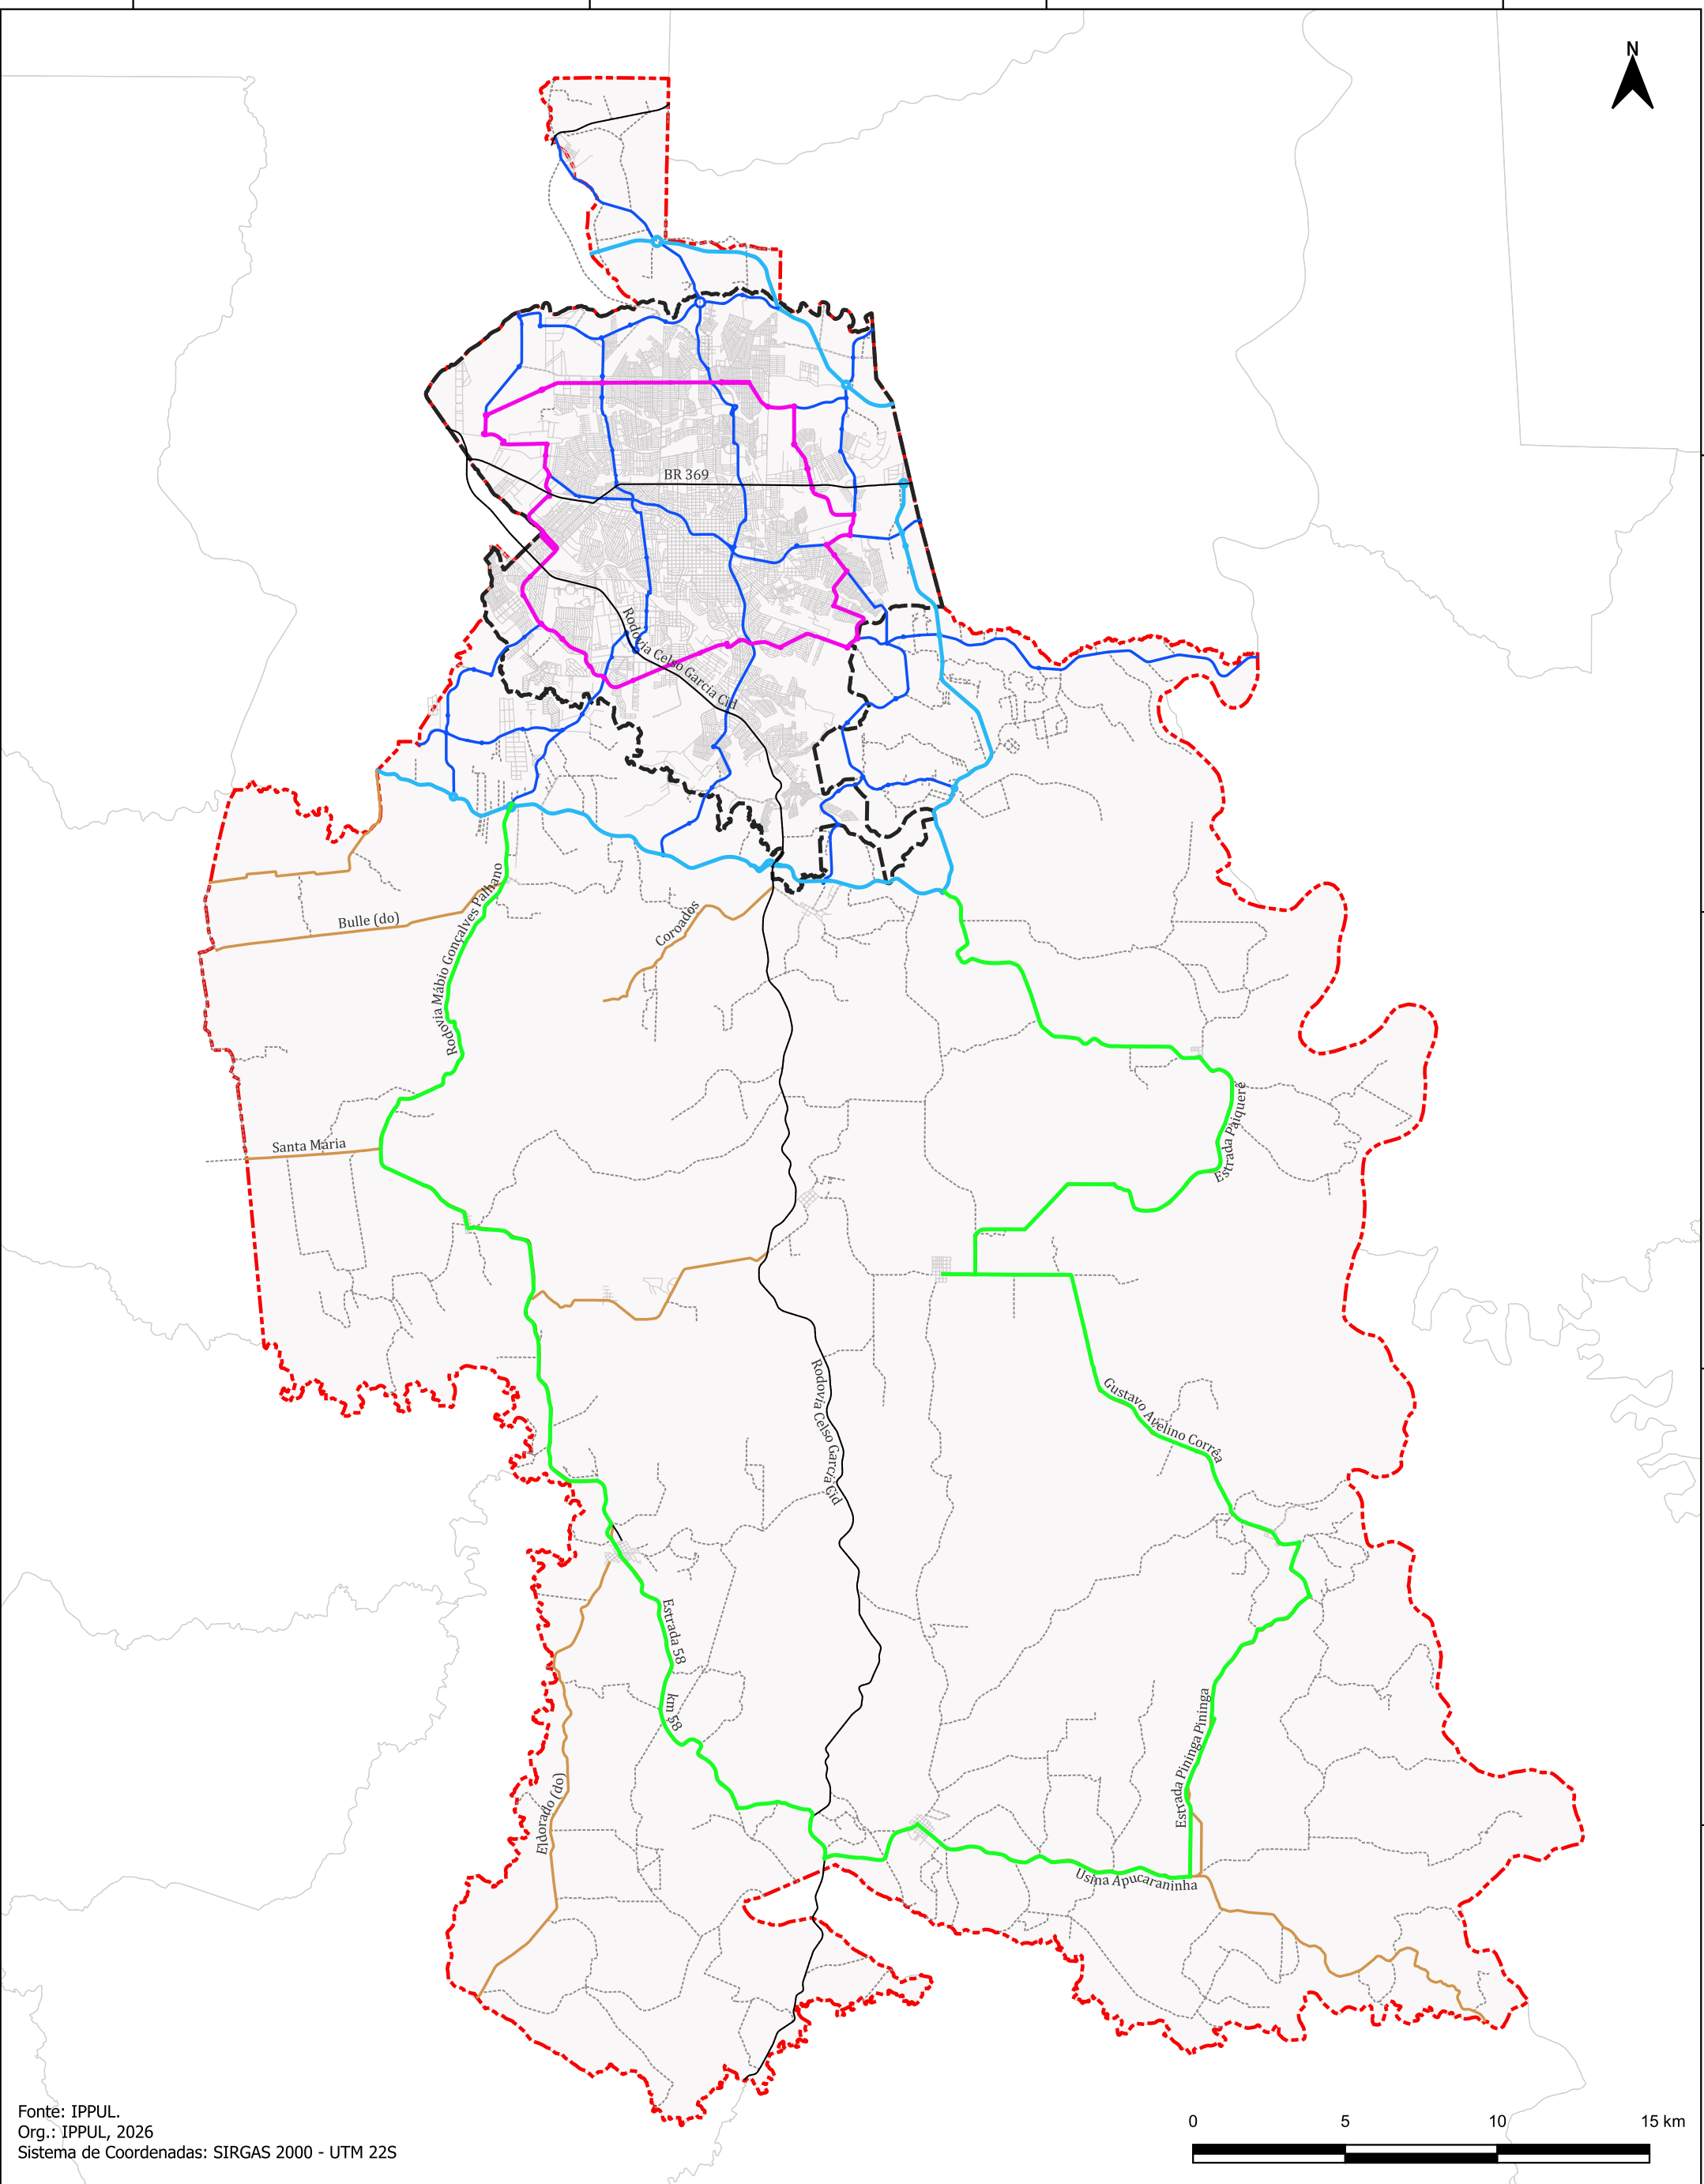 N
BR 369
Rodovia Celso Garcia Cid
Rodovia Mábio Gonçalves Palhano
Bulle (do)
Coroados
Santa Maria
Estrada Paiquerê
Rodovia Celso Garcia Cid
Gustavo Avelino Corrêa
Estrada 58
km 58
Estrada Pininga Pininga
Eldorado (do)
Usina Apucaraninha
Fonte: IPPUL.
Org.: IPPUL, 2026
Sistema de Coordenadas: SIRGAS 2000 - UTM 22S
0 5 10 15 km